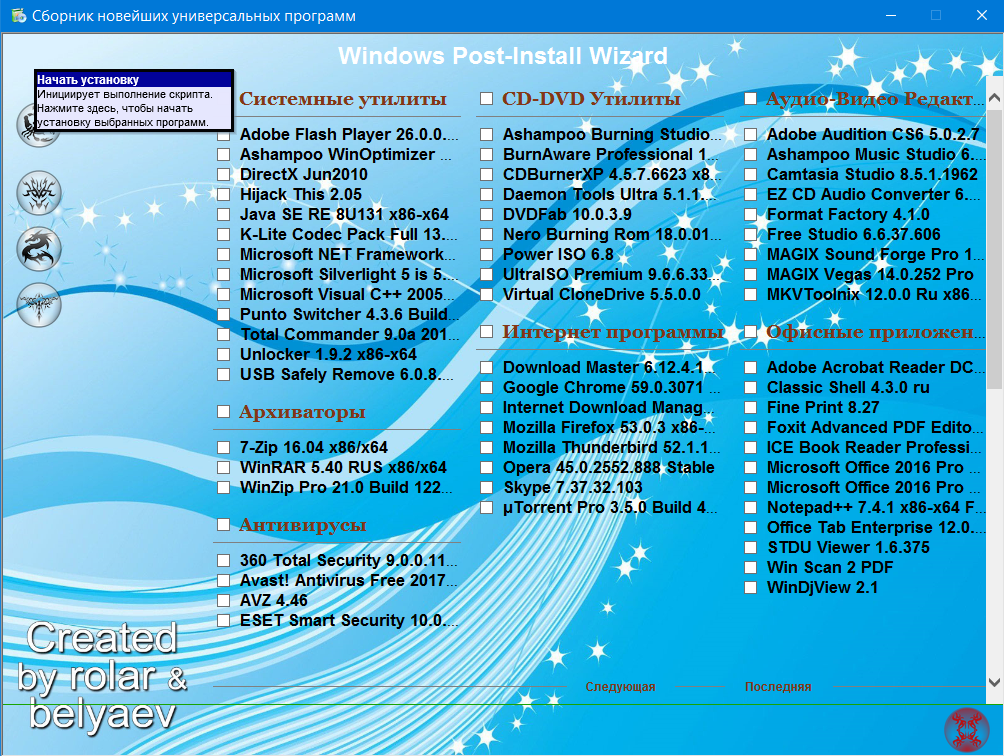 Сборник новейших универсальных программ
Windows Post-Install Wizard
Начать установку
Инициирует выполнение скрипта.
Нажмите здесь, чтобы начать
установку выбранных программ.
Системные утилиты
Adobe Flash Player 26.0.0....
Ashampoo WinOptimizer ...
DirectX Jun2010
Hijack This 2.05
Java SE RE 8U131 x86-x64
K-Lite Codec Pack Full 13....
Microsoft NET Framework...
Microsoft Silverlight 5 is 5....
Microsoft Visual C++ 2005...
Punto Switcher 4.3.6 Build...
Total Commander 9.0a 201...
Unlocker 1.9.2 x86-x64
USB Safely Remove 6.0.8....
Архиваторы
7-Zip 16.04 x86/x64
WinRAR 5.40 RUS x86/x64
WinZip Pro 21.0 Build 122...
Антивирусы
360 Total Security 9.0.0.11...
Avast! Antivirus Free 2017...
AVZ 4.46
ESET Smart Security 10.0....
CD-DVD Утилиты
Ashampoo Burning Studio...
BurnAware Professional 1...
CDBurnerXP 4.5.7.6623 x8...
Daemon Tools Ultra 5.1.1....
DVDFab 10.0.3.9
Nero Burning Rom 18.0.01...
Power ISO 6.8
UltraISO Premium 9.6.6.33...
Virtual CloneDrive 5.5.0.0
Интернет программы
Download Master 6.12.4.1...
Google Chrome 59.0.3071 ...
Internet Download Manag...
Mozilla Firefox 53.0.3 x86-...
Mozilla Thunderbird 52.1.1...
Opera 45.0.2552.888 Stable
Skype 7.37.32.103
µTorrent Pro 3.5.0 Build 4...
Аудио-Видео Редакт...
Adobe Audition CS6 5.0.2.7
Ashampoo Music Studio 6....
Camtasia Studio 8.5.1.1962
EZ CD Audio Converter 6....
Format Factory 4.1.0
Free Studio 6.6.37.606
MAGIX Sound Forge Pro 1...
MAGIX Vegas 14.0.252 Pro
MKVToolnix 12.0.0 Ru x86...
Офисные приложен...
Adobe Acrobat Reader DC...
Classic Shell 4.3.0 ru
Fine Print 8.27
Foxit Advanced PDF Edito...
ICE Book Reader Professi...
Microsoft Office 2016 Pro ...
Microsoft Office 2016 Pro ...
Notepad++ 7.4.1 x86-x64 F...
Office Tab Enterprise 12.0....
STDU Viewer 1.6.375
Win Scan 2 PDF
WinDjView 2.1
Created
by rolar &
belyaev
Следующая
Последняя